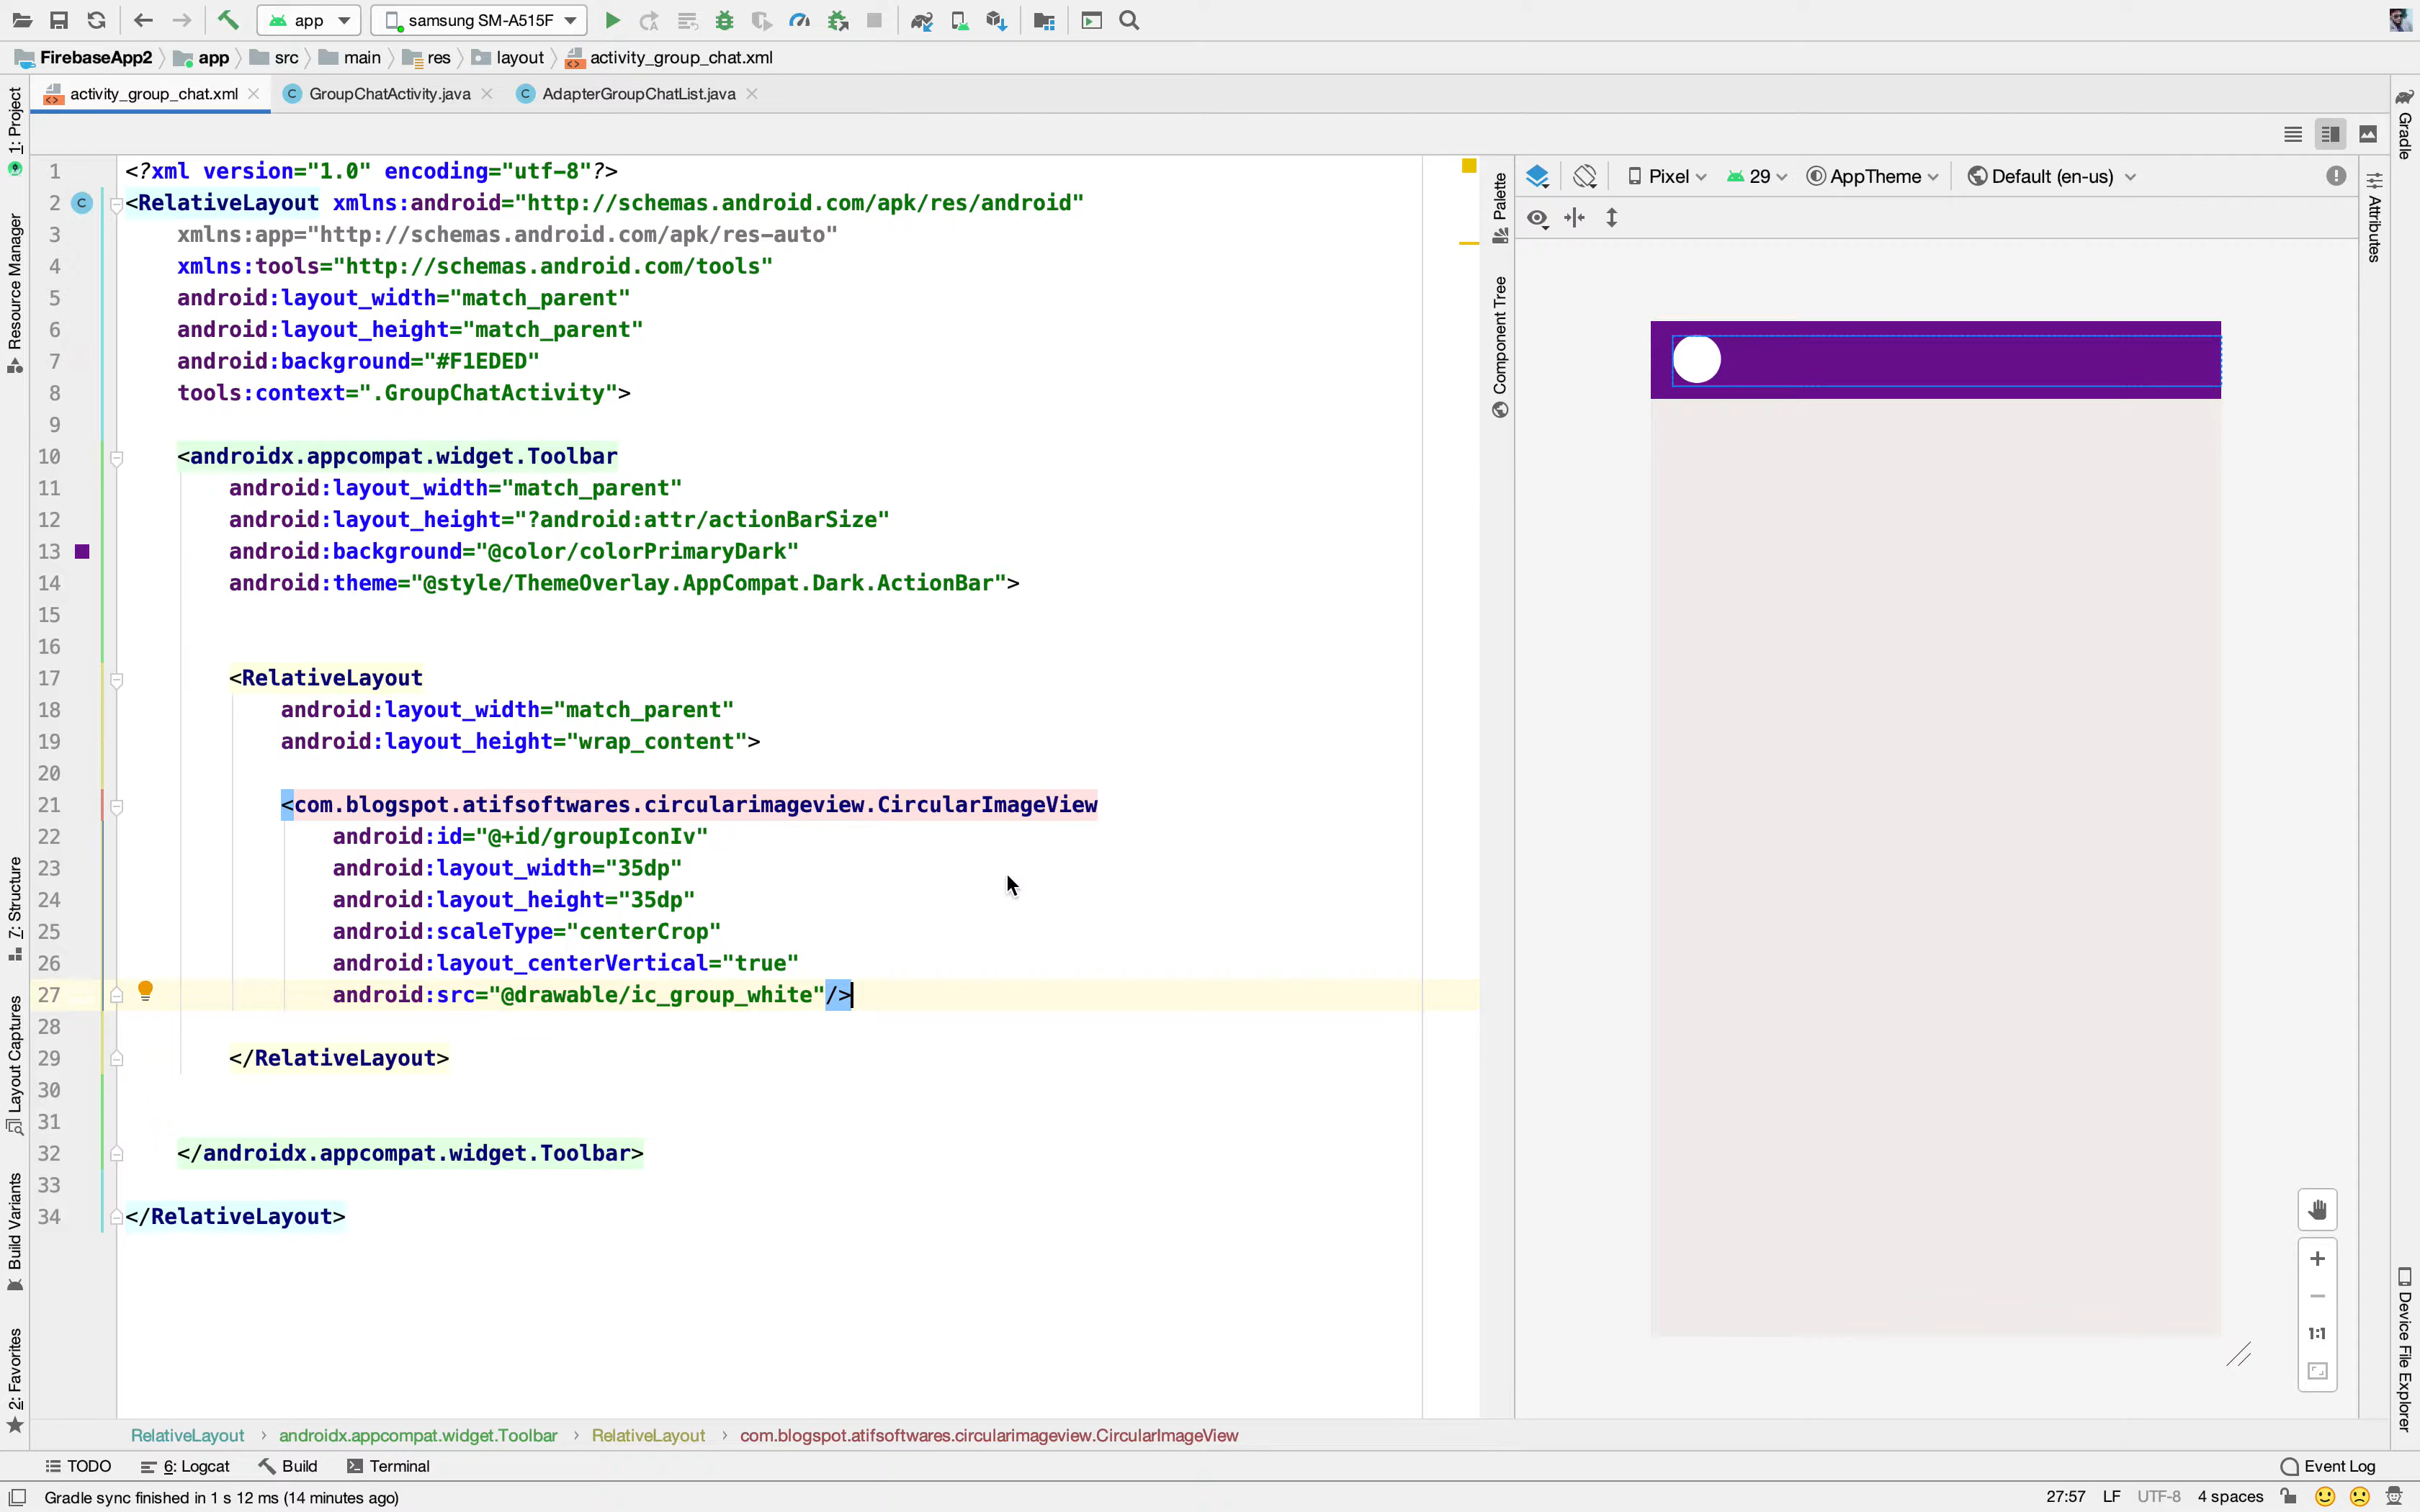 app
samsung SM-A515F
FirebaseApp2
app
src
main
res
layout
activity_group_chat.xml
activity_group_chat.xml
GroupChatActivity.java
AdapterGroupChatList.java
1: Project
Resource Manager
7: Structure
Layout Captures
Build Variants
2: Favorites
1 <?xml version="1.0" encoding="utf-8"?>
2 <RelativeLayout xmlns:android="http://schemas.android.com/apk/res/android"
3 xmlns:app="http://schemas.android.com/apk/res-auto"
4 xmlns:tools="http://schemas.android.com/tools"
5 android:layout_width="match_parent"
6 android:layout_height="match_parent"
7 android:background="#F1EDED"
8 tools:context=".GroupChatActivity">
9
10 <androidx.appcompat.widget.Toolbar
11 android:layout_width="match_parent"
12 android:layout_height="?android:attr/actionBarSize"
13 android:background="@color/colorPrimaryDark"
14 android:theme="@style/ThemeOverlay.AppCompat.Dark.ActionBar">
15
16
17 <RelativeLayout
18 android:layout_width="match_parent"
19 android:layout_height="wrap_content">
20
21 <com.blogspot.atifsoftwares.circularimageview.CircularImageView
22 android:id="@+id/groupIconIv"
23 android:layout_width="35dp"
24 android:layout_height="35dp"
25 android:scaleType="centerCrop"
26 android:layout_centerVertical="true"
27 android:src="@drawable/ic_group_white"/>
28
29 </RelativeLayout>
30
31
32 </androidx.appcompat.widget.Toolbar>
33
34 </RelativeLayout>
Palette
Component Tree
Pixel
29
AppTheme
Default (en-us)
1:1
Gradle
Attributes
Device File Explorer
RelativeLayout
androidx.appcompat.widget.Toolbar
RelativeLayout
com.blogspot.atifsoftwares.circularimageview.CircularImageView
TODO
6: Logcat
Build
Terminal
Event Log
Gradle sync finished in 1 s 12 ms (14 minutes ago)
27:57
LF
UTF-8
4 spaces